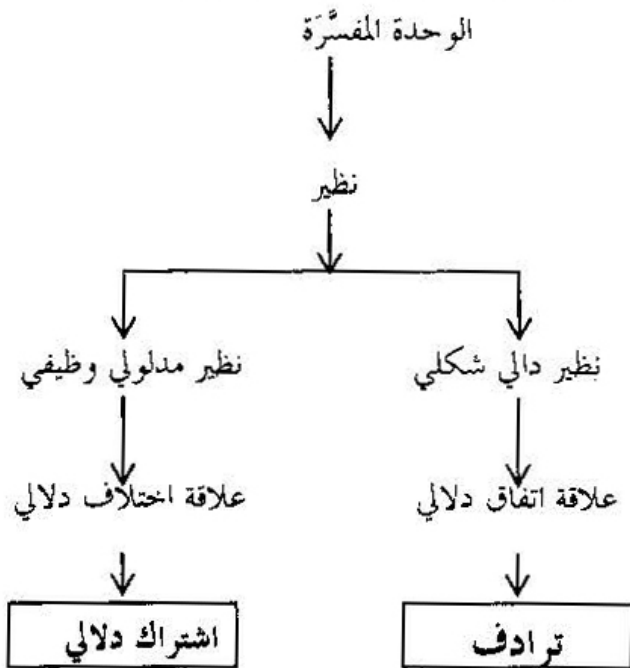 الوحدة المفسَّرَة
نظير
نظير دالي شكلي
نظير مدلولي وظيفي
علاقة اتفاق دلالي
علاقة اختلاف دلالي
ترادف
اشتراك دلالي